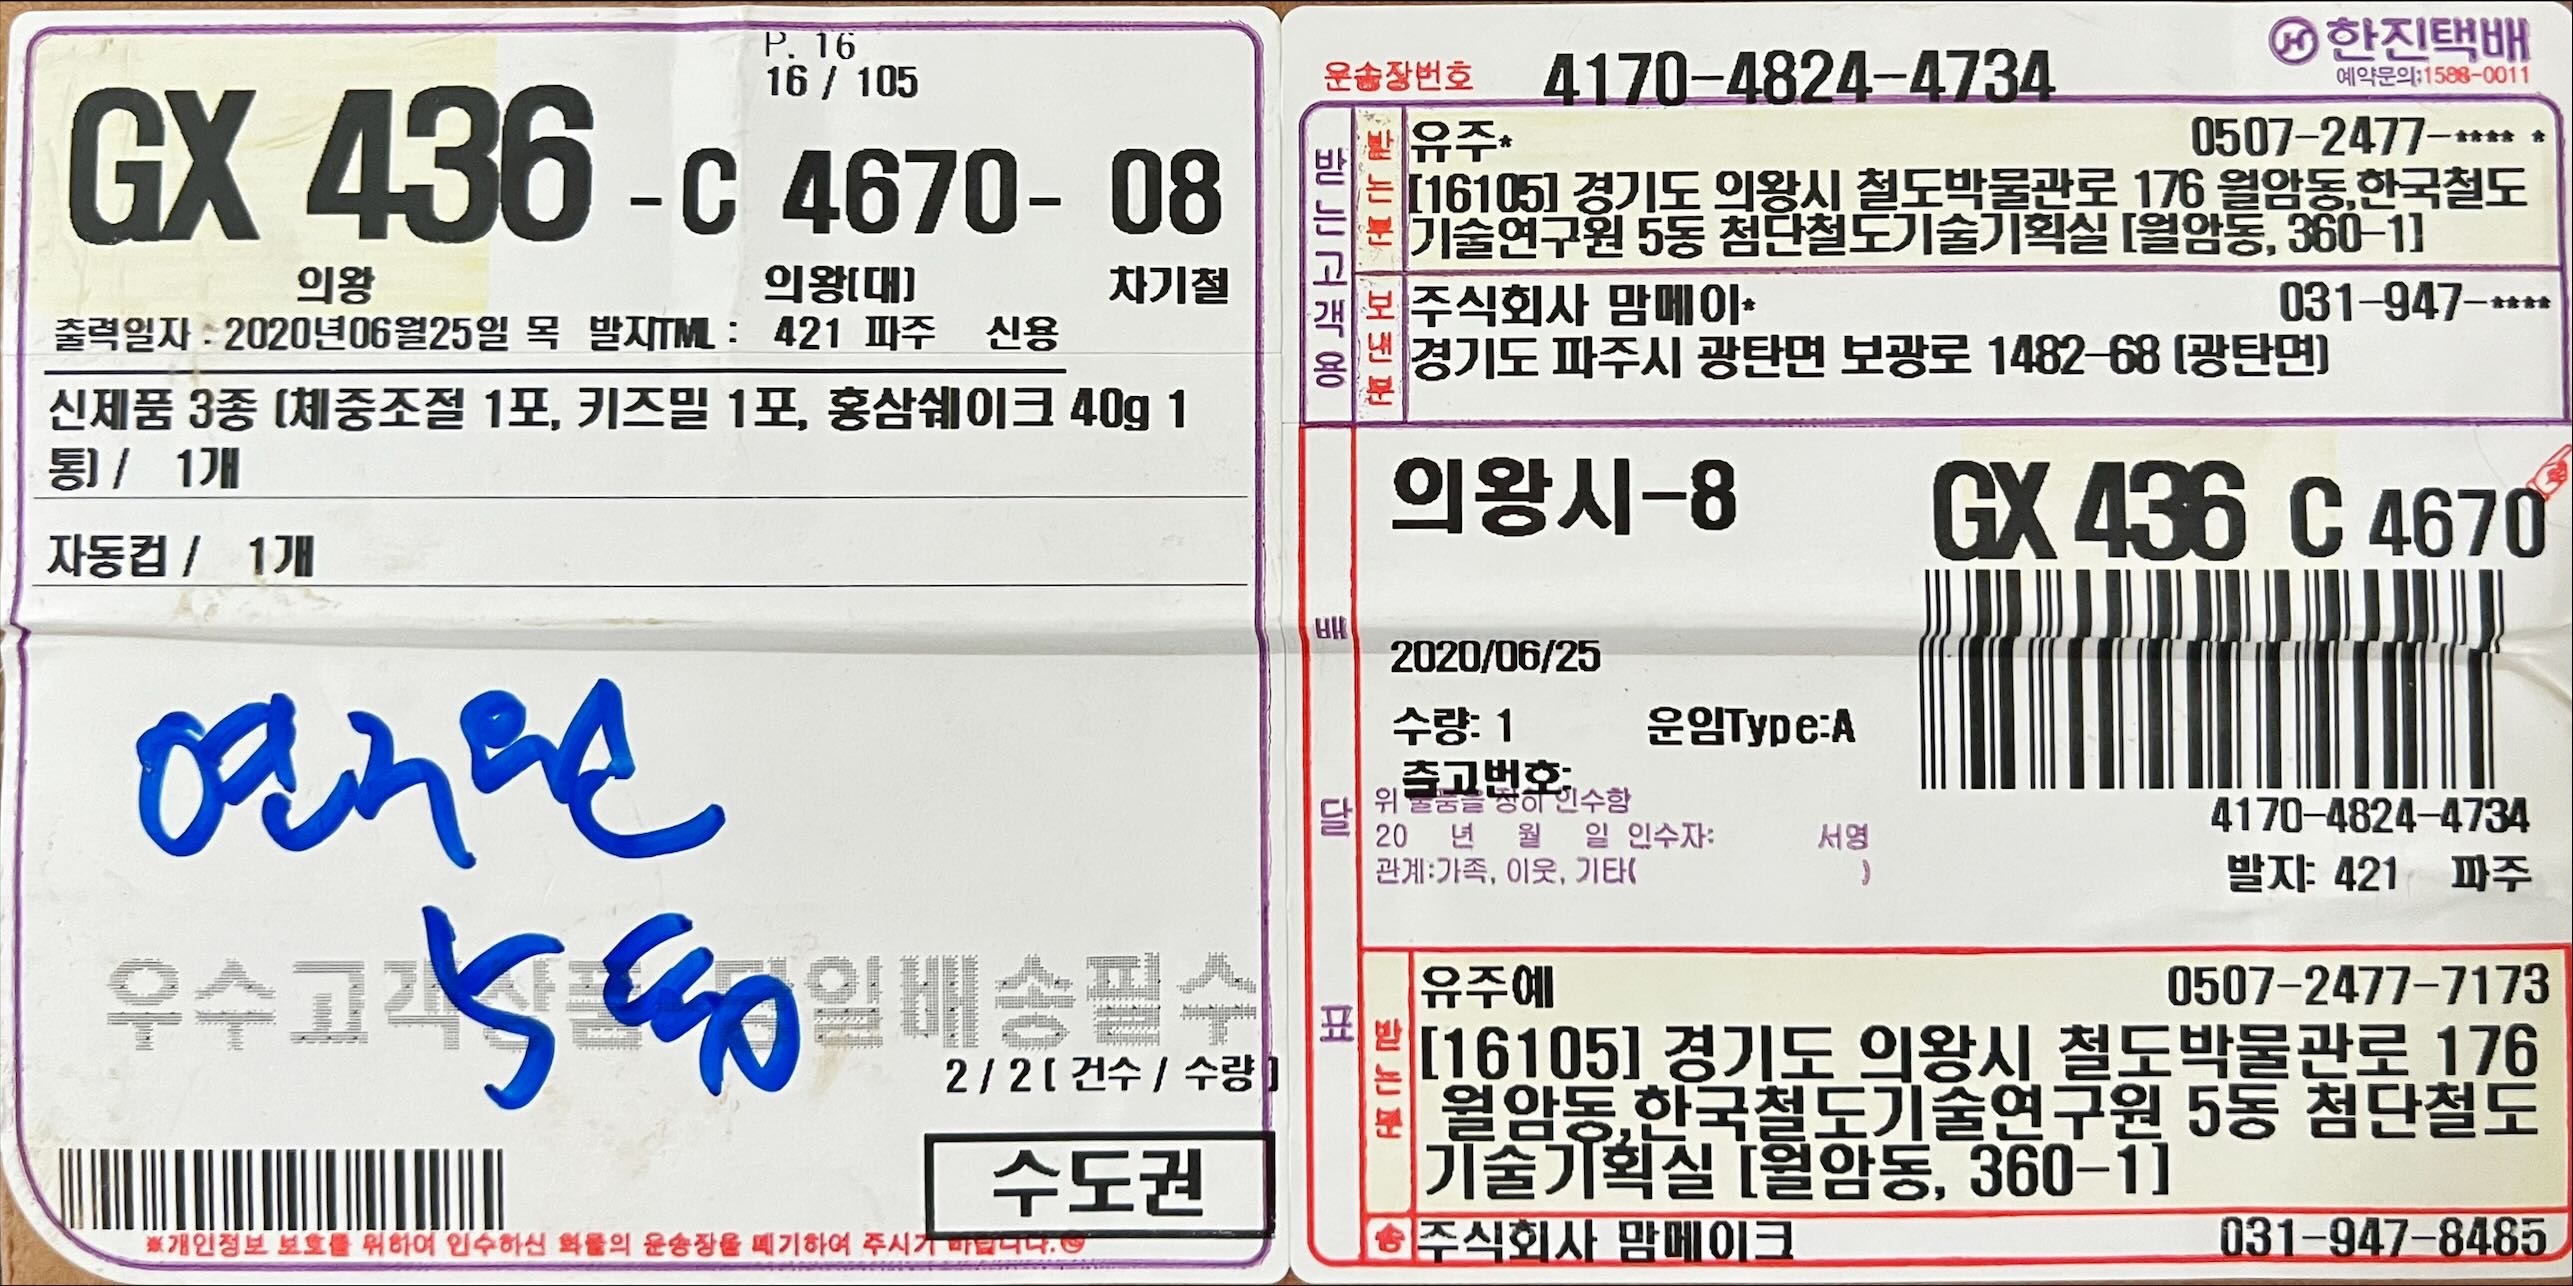 P. 16
16 / 105
GX 436 - C 4670- 08
의왕 의왕(대) 차기철
출력일자 : 2020년06월25일 목 발지TML : 421 파주 신용
신제품 3종 (체중조절 1포, 키즈밀 1포, 홍삼쉐이크 40g 1
통) / 1개
자동컵 / 1개
연구원
5동
우수고객상품 당일배송필수
2 / 2 ( 건수 / 수량 )
수도권
※개인정보 보호를 위하여 인수하신 화물의 운송장을 폐기하여 주시기 바랍니다.
한진택배
예약문의:1588-0011
운송장번호 4170-4824-4734
받는고객용
받는분
유주* 0507-2477-**** *
[16105] 경기도 의왕시 철도박물관로 176 월암동,한국철도
기술연구원 5동 첨단철도기술기획실 [월암동, 360-1]
보낸분
주식회사 맘메이* 031-947-****
경기도 파주시 광탄면 보광로 1482-68 (광탄면)
배달표
의왕시-8 GX 436 C 4670
2020/06/25
수량: 1 운임Type:A
출고번호:
위 물품을 정히 인수함
20 년 월 일 인수자: 서명
관계:가족, 이웃, 기타( )
4170-4824-4734
발지: 421 파주
받는분
유주예 0507-2477-7173
[16105] 경기도 의왕시 철도박물관로 176
월암동,한국철도기술연구원 5동 첨단철도
기술기획실 [월암동, 360-1]
송 주식회사 맘메이크 031-947-8485